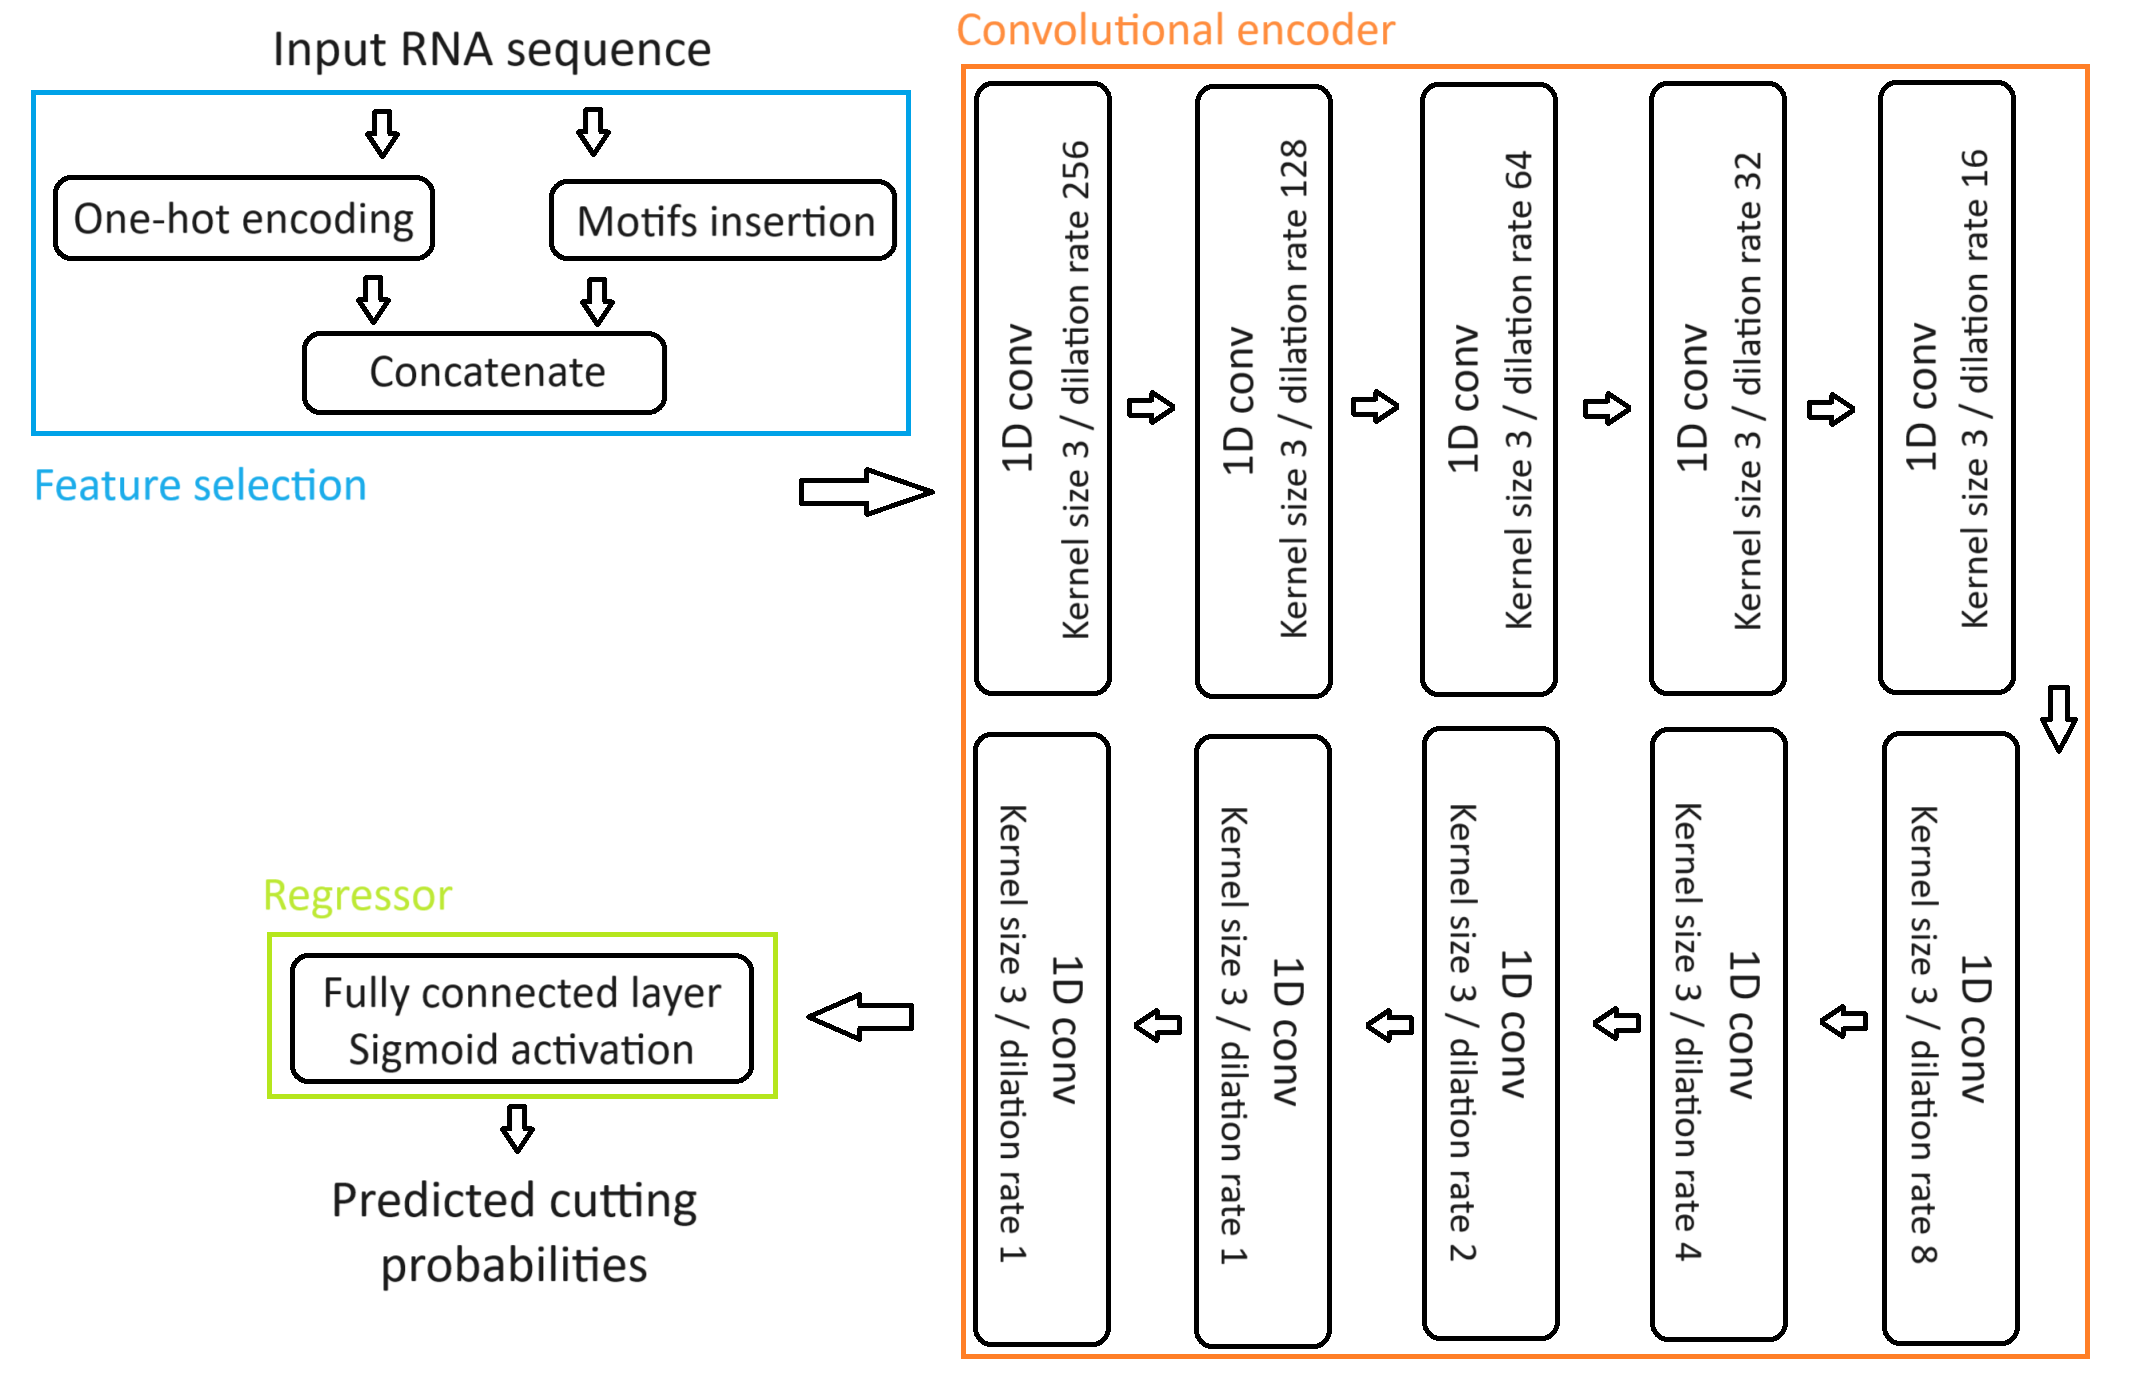 Input RNA sequence
One-hot encoding
Motifs insertion
Concatenate
Feature selection
Convolutional encoder
1D conv
Kernel size 3 / dilation rate 256
1D conv
Kernel size 3 / dilation rate 128
1D conv
Kernel size 3 / dilation rate 64
1D conv
Kernel size 3 / dilation rate 32
1D conv
Kernel size 3 / dilation rate 16
1D conv
Kernel size 3 / dilation rate 8
1D conv
Kernel size 3 / dilation rate 4
1D conv
Kernel size 3 / dilation rate 2
1D conv
Kernel size 3 / dilation rate 1
1D conv
Kernel size 3 / dilation rate 1
Regressor
Fully connected layer
Sigmoid activation
Predicted cutting
probabilities